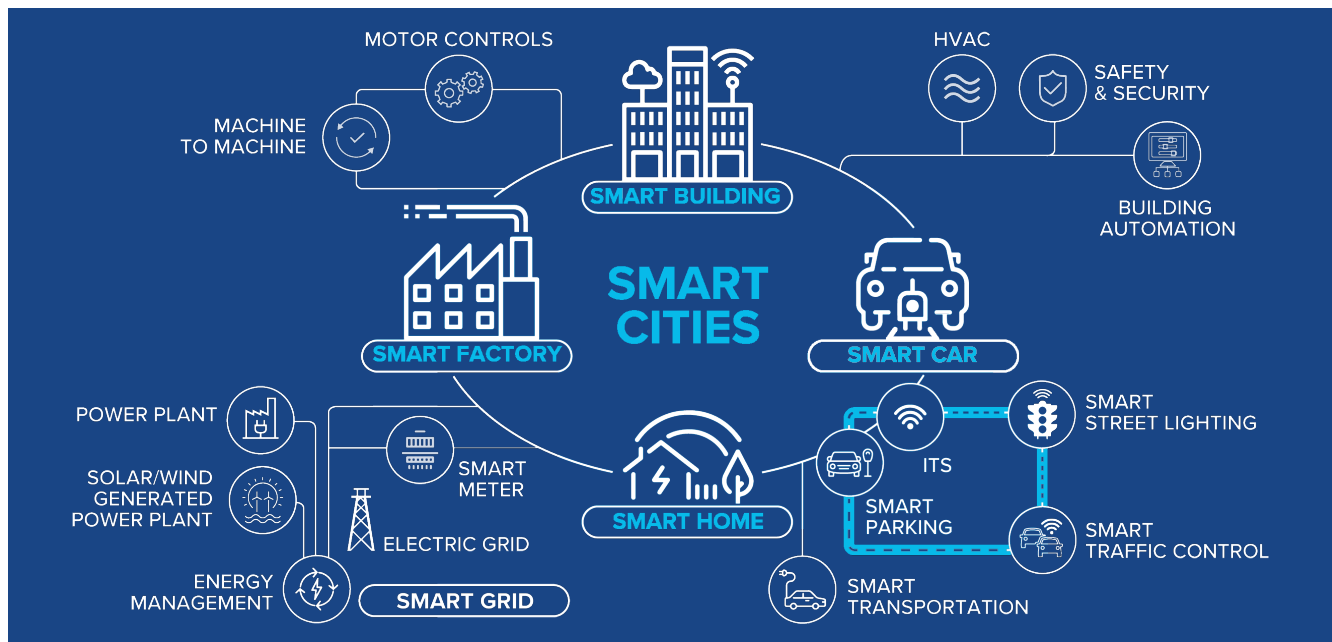 MOTOR CONTROLS
HVAC
SAFETY
& SECURITY
MACHINE
TO MACHINE
SMART BUILDING
BUILDING
AUTOMATION
SMART
CITIES
SMART FACTORY
SMART CAR
POWER PLANT
SMART
STREET LIGHTING
ITS
SOLAR/WIND
GENERATED
POWER PLANT
SMART
METER
SMART HOME
SMART
PARKING
ELECTRIC GRID
SMART
TRAFFIC CONTROL
ENERGY
MANAGEMENT
SMART GRID
SMART
TRANSPORTATION